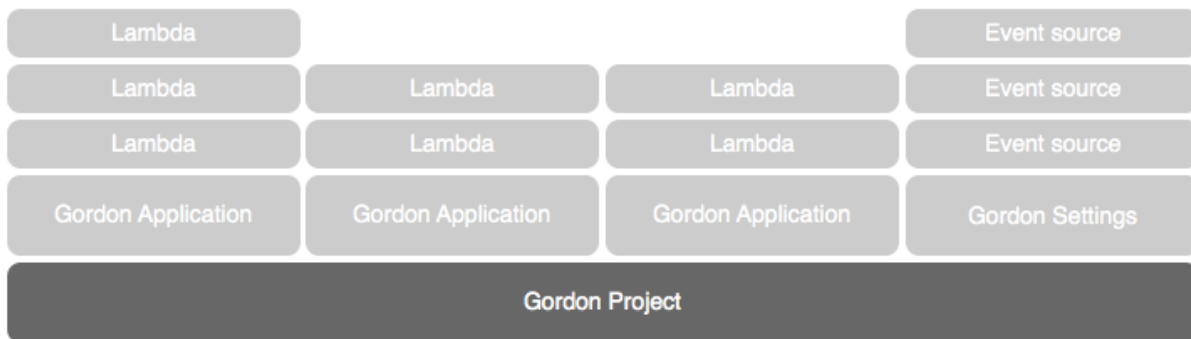 Lambda
Event source
Lambda
Lambda
Lambda
Event source
Lambda
Lambda
Lambda
Event source
Gordon Application
Gordon Application
Gordon Application
Gordon Settings
Gordon Project